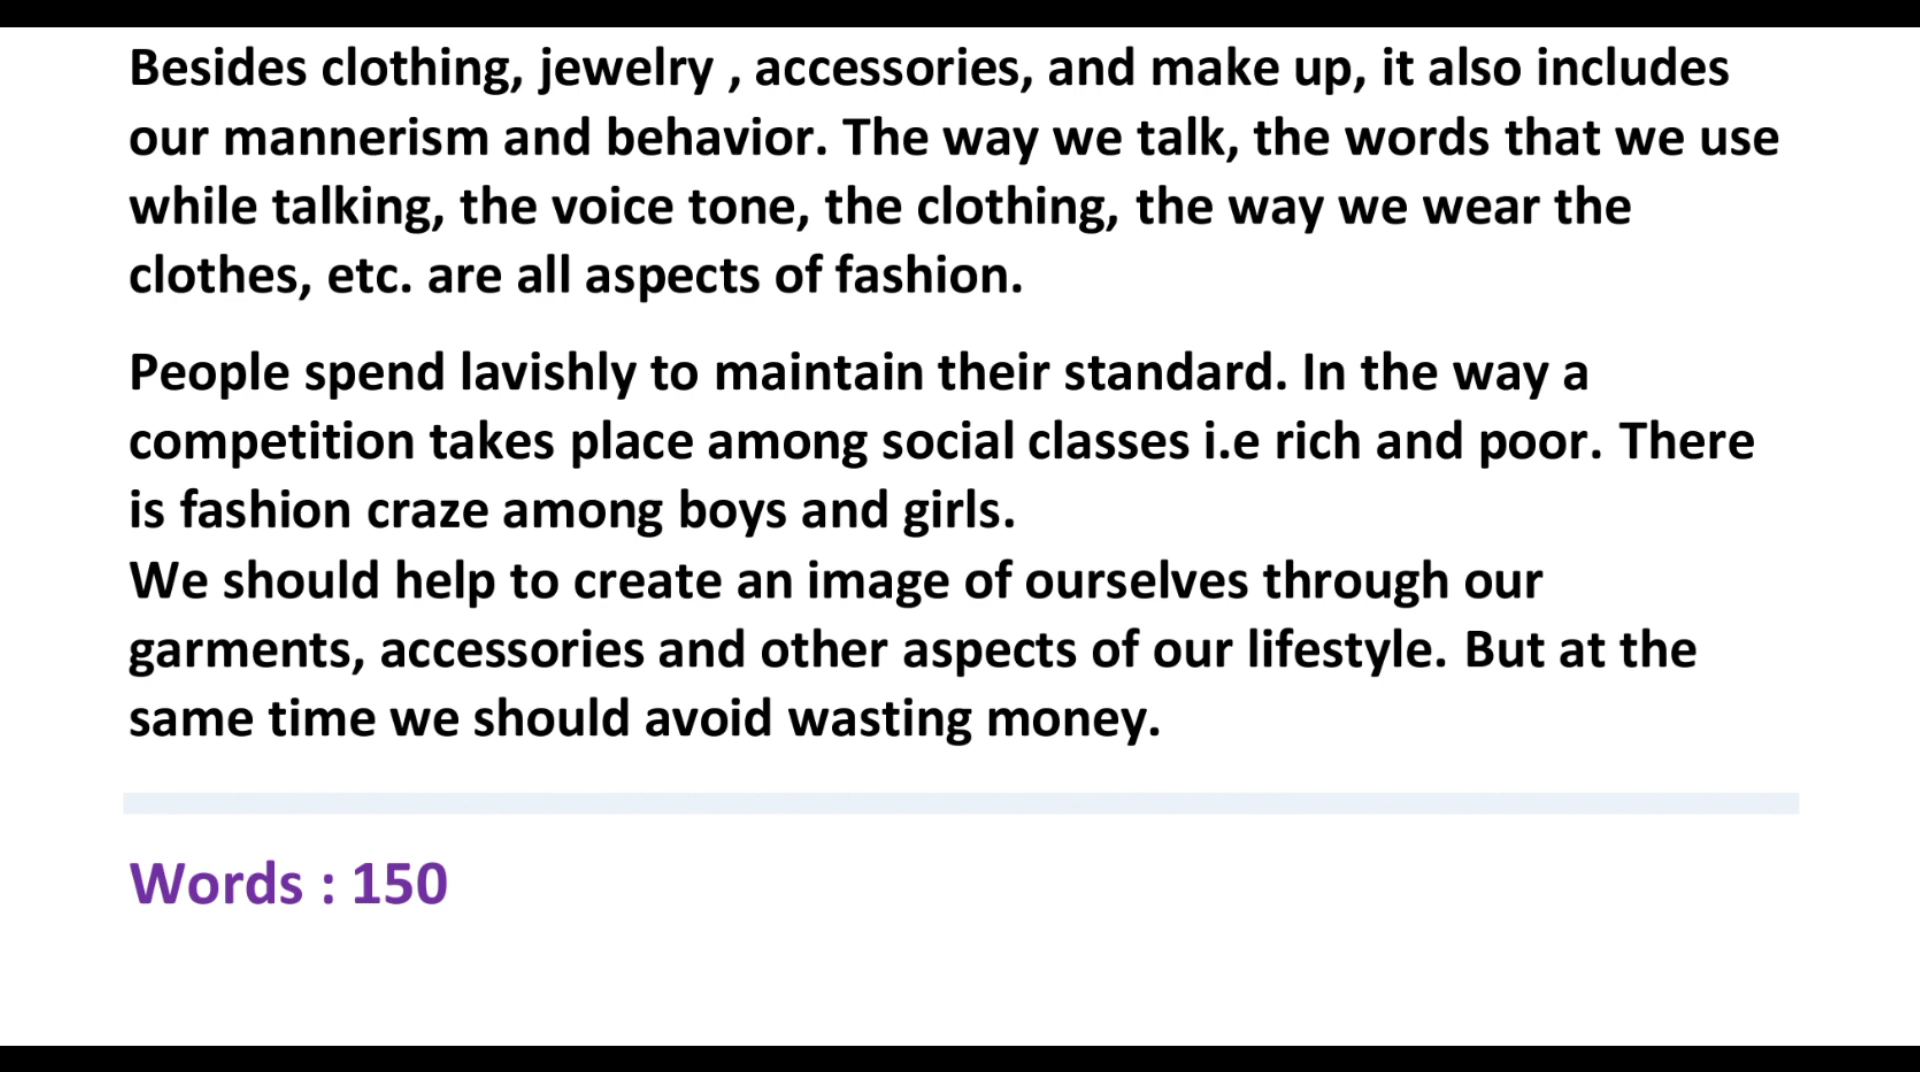 Besides clothing, jewelry , accessories, and make up, it also includes
our mannerism and behavior. The way we talk, the words that we use
while talking, the voice tone, the clothing, the way we wear the
clothes, etc. are all aspects of fashion.
People spend lavishly to maintain their standard. In the way a
competition takes place among social classes i.e rich and poor. There
is fashion craze among boys and girls.
We should help to create an image of ourselves through our
garments, accessories and other aspects of our lifestyle. But at the
same time we should avoid wasting money.
Words : 150